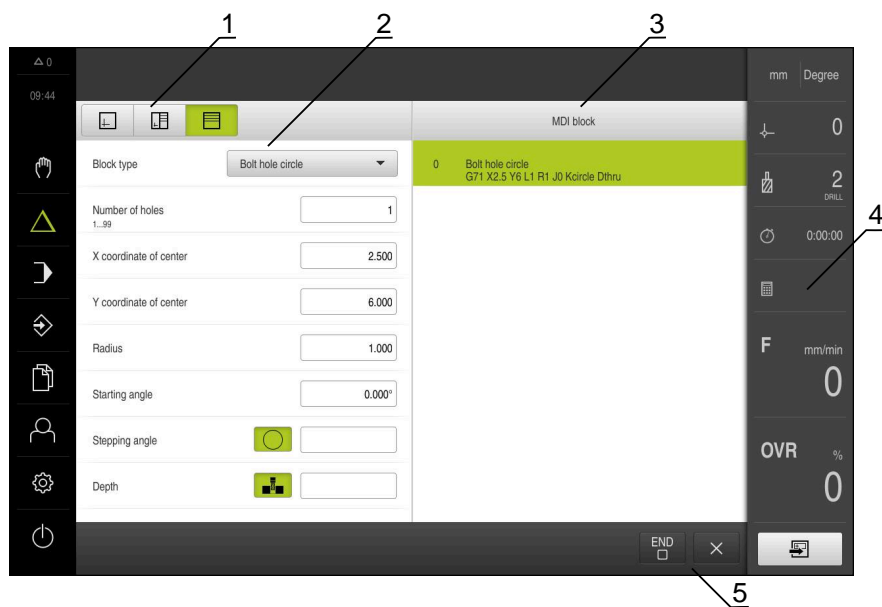 1
2
3
0
09:44
mm Degree
MDI block
0
Block type
Bolt hole circle
0 Bolt hole circle
G71 X2.5 Y6 L1 R1 J0 Kcircle Dthru
2
DRILL
Number of holes
1...99
1
4
0:00:00
X coordinate of center
2.500
Y coordinate of center
6.000
Radius
1.000
F mm/min
0
Starting angle
0.000°
Stepping angle
OVR %
0
Depth
END
5